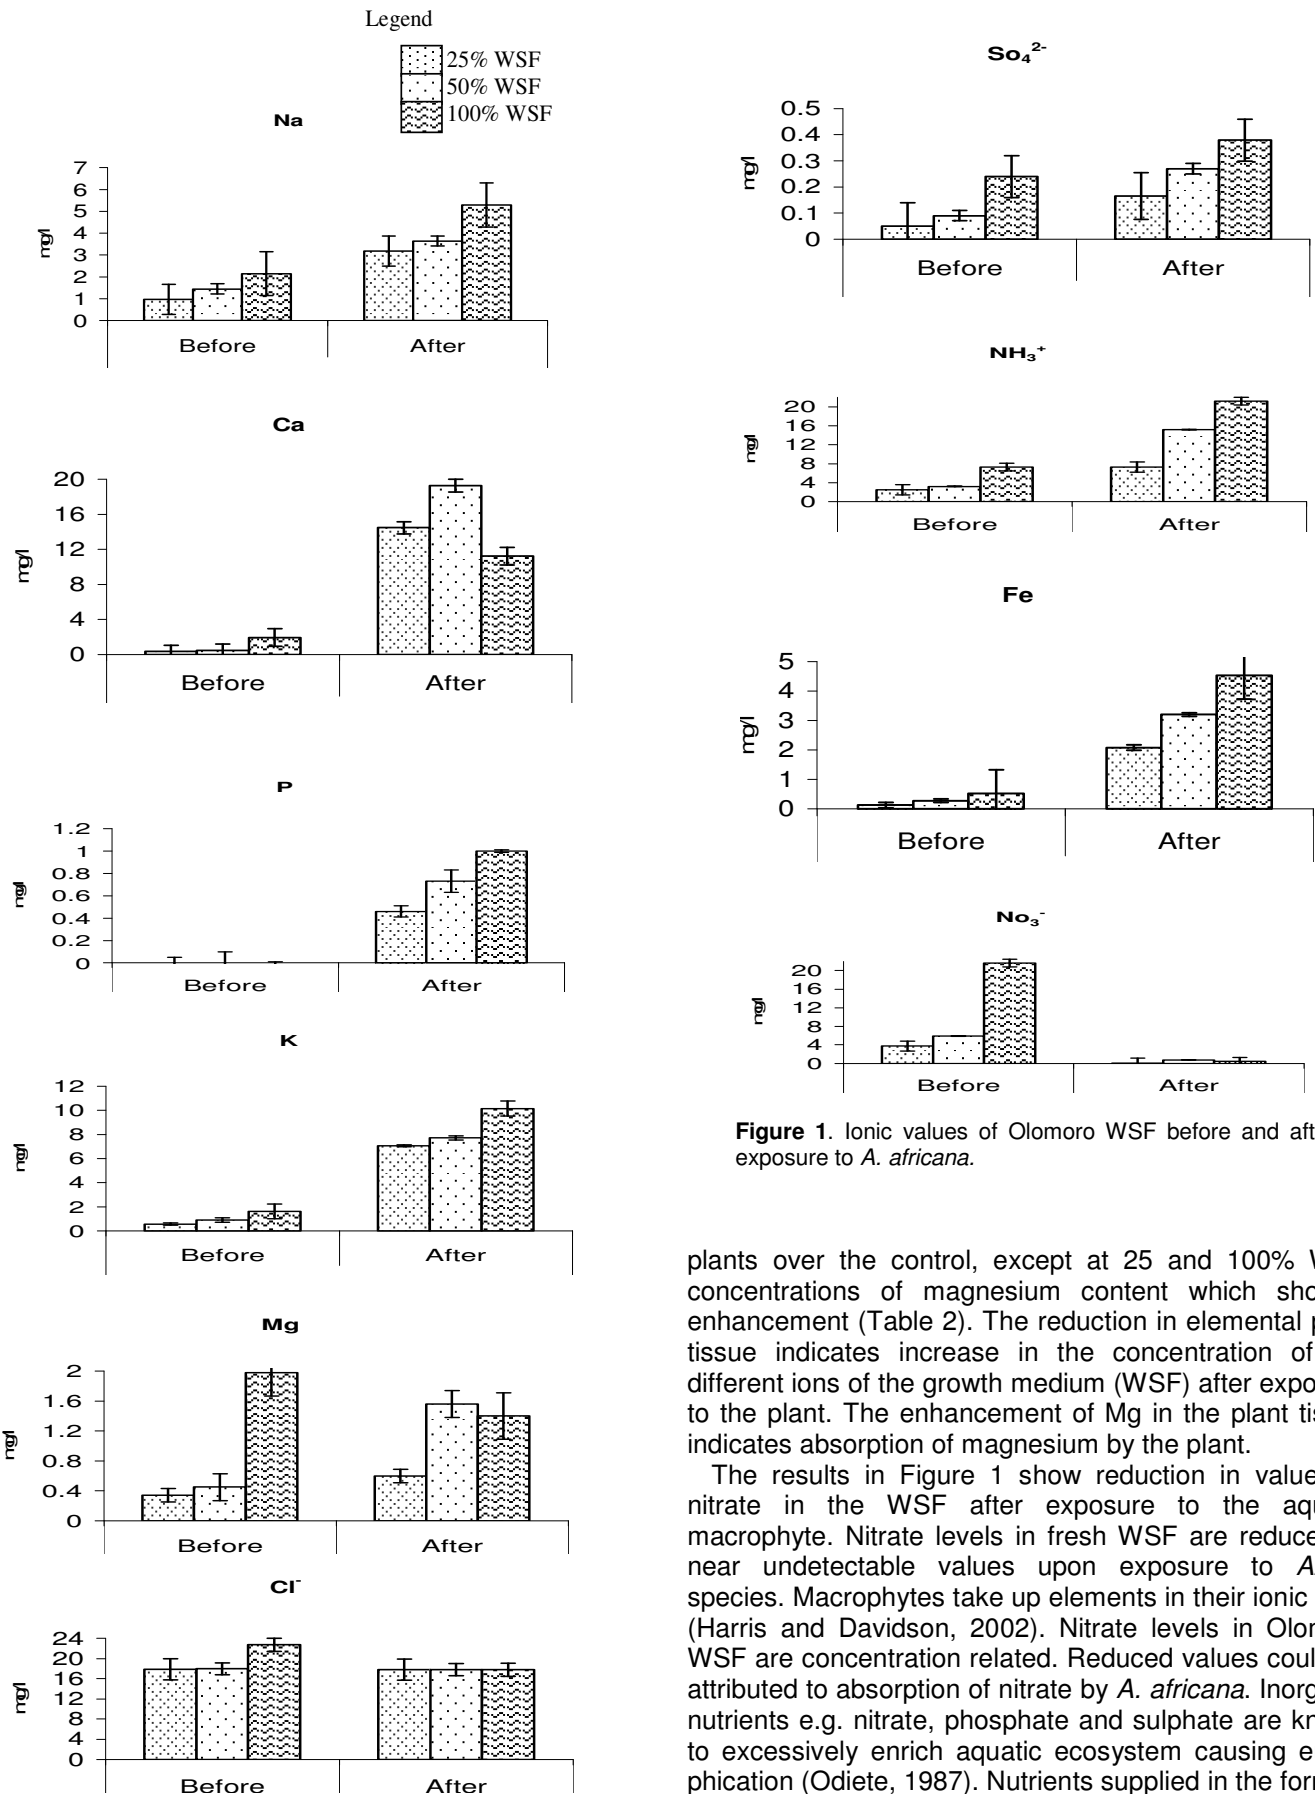 Legend
25% WSF
50% WSF
100% WSF
Na
7
6
5
4
3
2
1
0
mg/l
Before
After
Ca
20
16
12
8
4
0
mg/l
Before
After
P
1.2
1
0.8
0.6
0.4
0.2
0
mg/l
Before
After
K
12
10
8
6
4
2
0
mg/l
Before
After
Mg
2
1.6
1.2
0.8
0.4
0
mg/l
Before
After
Cl⁻
24
20
16
12
8
4
0
mg/l
Before
After
So₄²⁻
0.5
0.4
0.3
0.2
0.1
0
mg/l
Before
After
NH₃⁺
20
16
12
8
4
0
mg/l
Before
After
Fe
5
4
3
2
1
0
mg/l
Before
After
No₃⁻
20
16
12
8
4
0
mg/l
Before
After
Figure 1. Ionic values of Olomoro WSF before and aft
exposure to A. africana.
plants over the control, except at 25 and 100% W
concentrations of magnesium content which sho
enhancement (Table 2). The reduction in elemental p
tissue indicates increase in the concentration of
different ions of the growth medium (WSF) after expo
to the plant. The enhancement of Mg in the plant tis
indicates absorption of magnesium by the plant.
The results in Figure 1 show reduction in value
nitrate in the WSF after exposure to the aqu
macrophyte. Nitrate levels in fresh WSF are reduce
near undetectable values upon exposure to A
species. Macrophytes take up elements in their ionic
(Harris and Davidson, 2002). Nitrate levels in Olor
WSF are concentration related. Reduced values coul
attributed to absorption of nitrate by A. africana. Inorg
nutrients e.g. nitrate, phosphate and sulphate are kn
to excessively enrich aquatic ecosystem causing e
phication (Odiete, 1987). Nutrients supplied in the forr